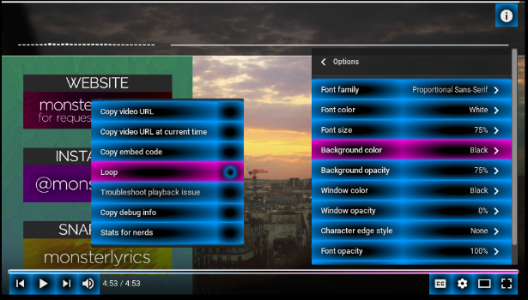 Options
WEBSITE
monster
for reques
INSTA
@mons
SNA
monsterlyrics
Copy video URL
Copy video URL at current time
Copy embed code
Loop
Troubleshoot playback issue
Copy debug info
Stats for nerds
Font family Proportional Sans-Serif
Font color White
Font size 75%
Background color Black
Background opacity 75%
Window color Black
Window opacity 0%
Character edge style None
Font opacity 100%
4:53 / 4:53
CC